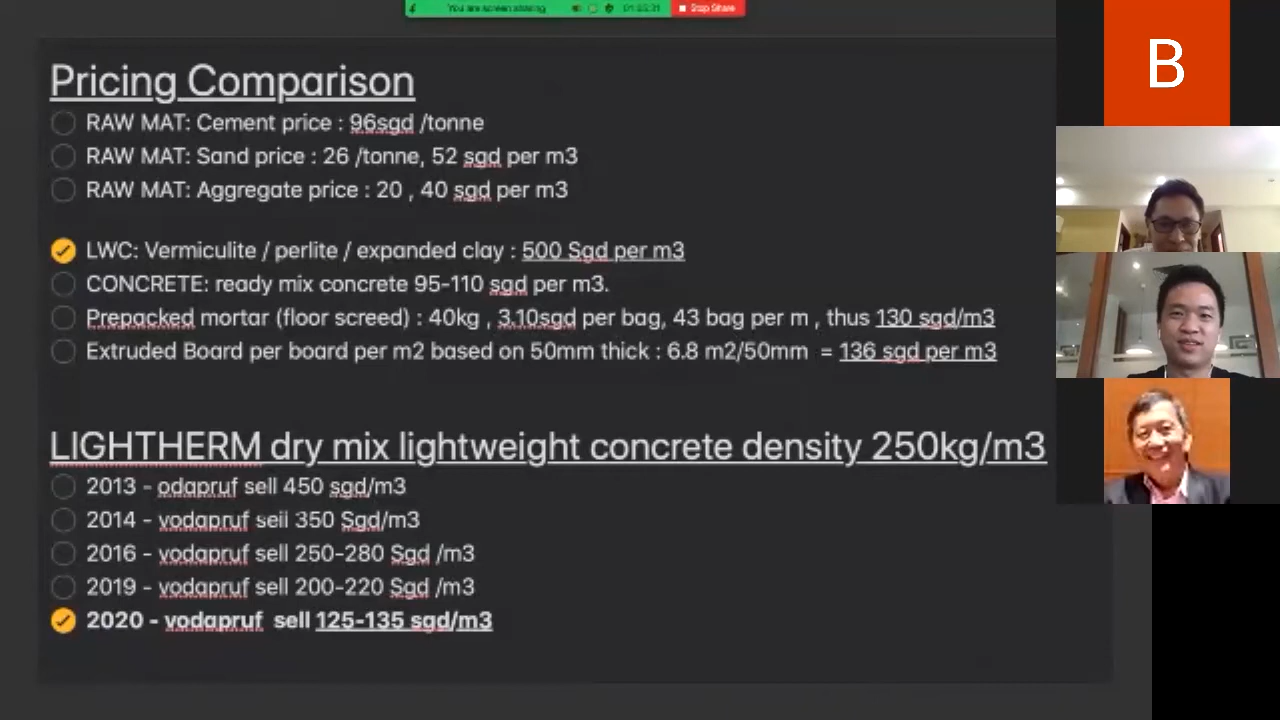 You are screen sharing
Stop Share
B
Pricing Comparison
RAW MAT: Cement price : 96sgd /tonne
RAW MAT: Sand price : 26 /tonne, 52 sgd per m3
RAW MAT: Aggregate price : 20 , 40 sgd per m3
LWC: Vermiculite / perlite / expanded clay : 500 Sgd per m3
CONCRETE: ready mix concrete 95-110 sgd per m3.
Prepacked mortar (floor screed) : 40kg , 3,10sgd per bag, 43 bag per m , thus 130 sgd/m3
Extruded Board per board per m2 based on 50mm thick : 6.8 m2/50mm = 136 sgd per m3
LIGHTHERM dry mix lightweight concrete density 250kg/m3
2013 - odapruf sell 450 sgd/m3
2014 - vodapruf sell 350 Sgd/m3
2016 - vodapruf sell 250-280 Sgd /m3
2019 - vodapruf sell 200-220 Sgd /m3
2020 - vodapruf sell 125-135 sgd/m3